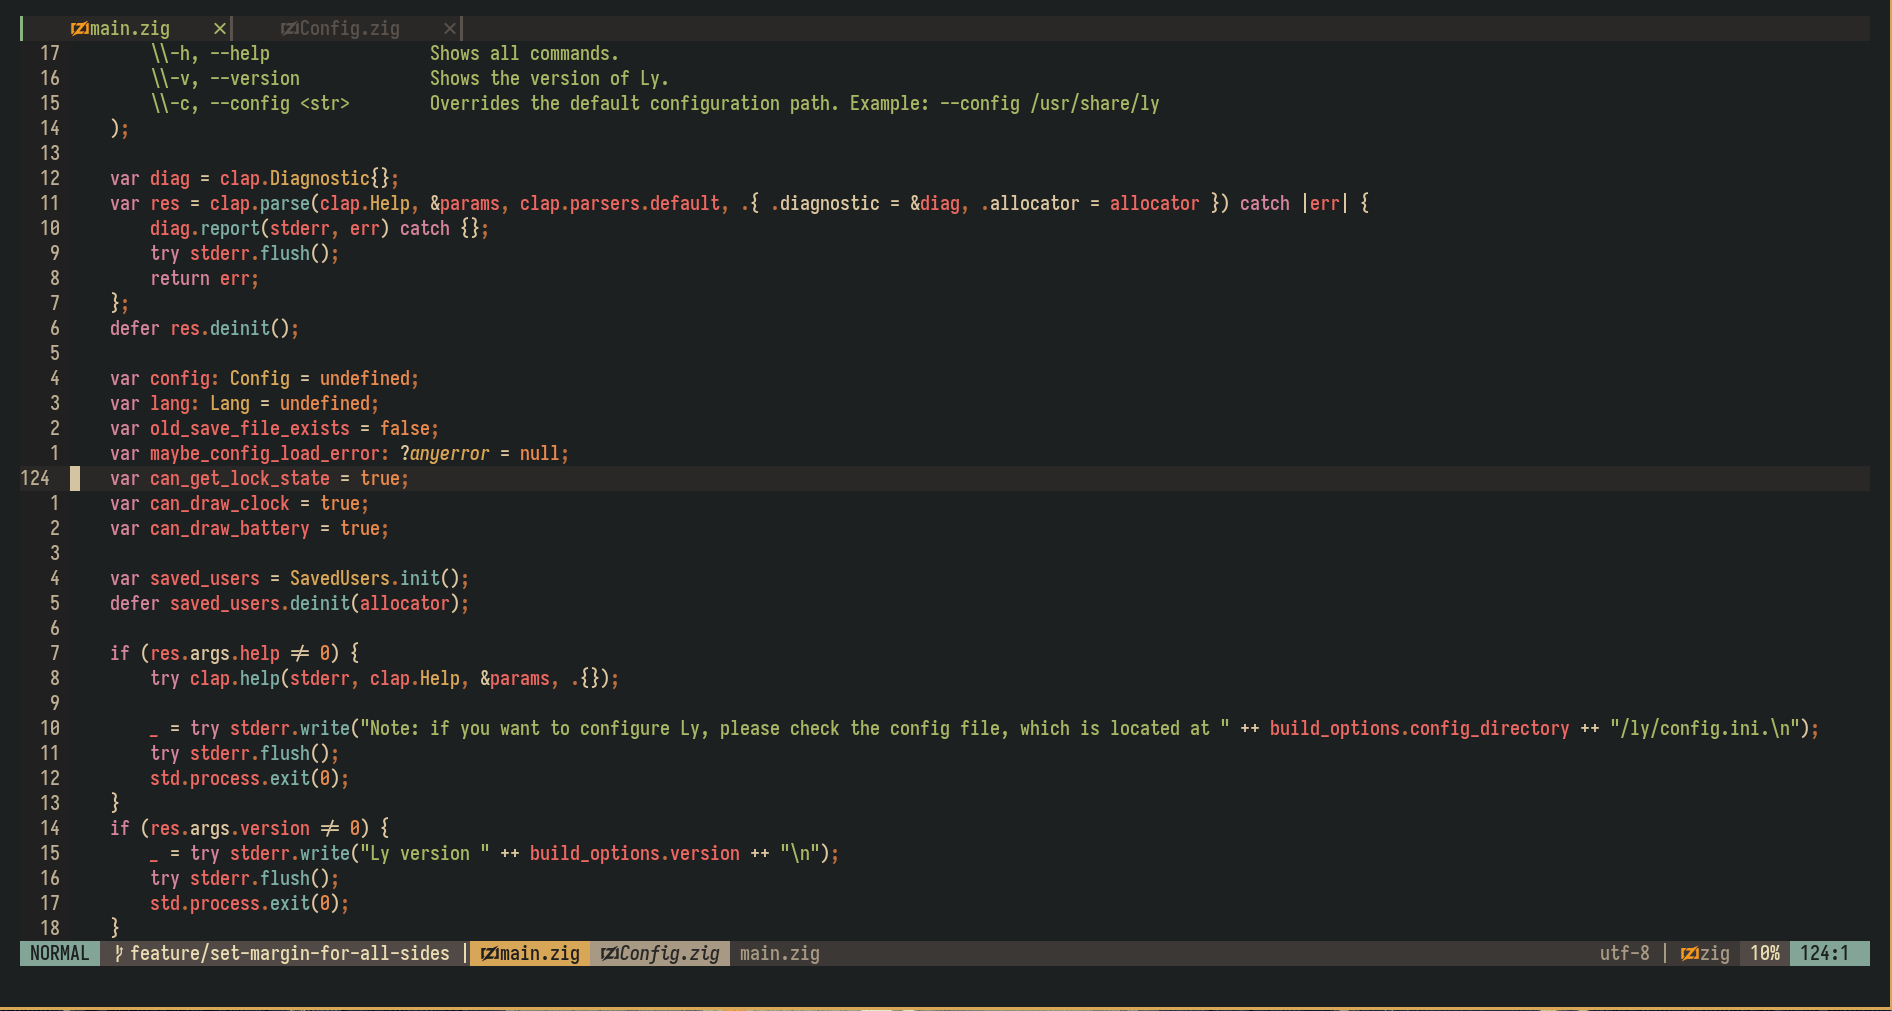 main.zig × Config.zig ×
17 \\-h, --help Shows all commands.
16 \\-v, --version Shows the version of Ly.
15 \\-c, --config <str> Overrides the default configuration path. Example: --config /usr/share/ly
14 );
13
12 var diag = clap.Diagnostic{};
11 var res = clap.parse(clap.Help, &params, clap.parsers.default, .{ .diagnostic = &diag, .allocator = allocator }) catch |err| {
10 diag.report(stderr, err) catch {};
9 try stderr.flush();
8 return err;
7 };
6 defer res.deinit();
5
4 var config: Config = undefined;
3 var lang: Lang = undefined;
2 var old_save_file_exists = false;
1 var maybe_config_load_error: ?anyerror = null;
124 var can_get_lock_state = true;
1 var can_draw_clock = true;
2 var can_draw_battery = true;
3
4 var saved_users = SavedUsers.init();
5 defer saved_users.deinit(allocator);
6
7 if (res.args.help != 0) {
8 try clap.help(stderr, clap.Help, &params, .{});
9
10 _ = try stderr.write("Note: if you want to configure Ly, please check the config file, which is located at " ++ build_options.config_directory ++ "/ly/config.ini.\n");
11 try stderr.flush();
12 std.process.exit(0);
13 }
14 if (res.args.version != 0) {
15 _ = try stderr.write("Ly version " ++ build_options.version ++ "\n");
16 try stderr.flush();
17 std.process.exit(0);
18 }
NORMAL feature/set-margin-for-all-sides | main.zig Config.zig main.zig utf-8 | zig 10% 124:1